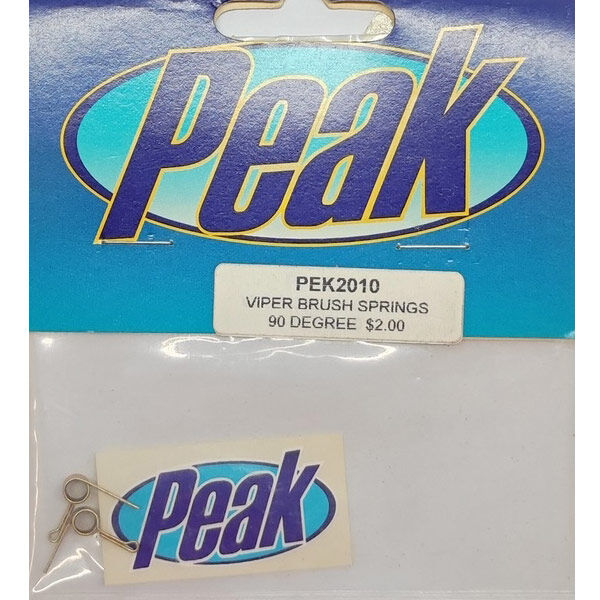 Peak
PEK2010
VIPER BRUSH SPRINGS
90 DEGREE $2.00
Peak